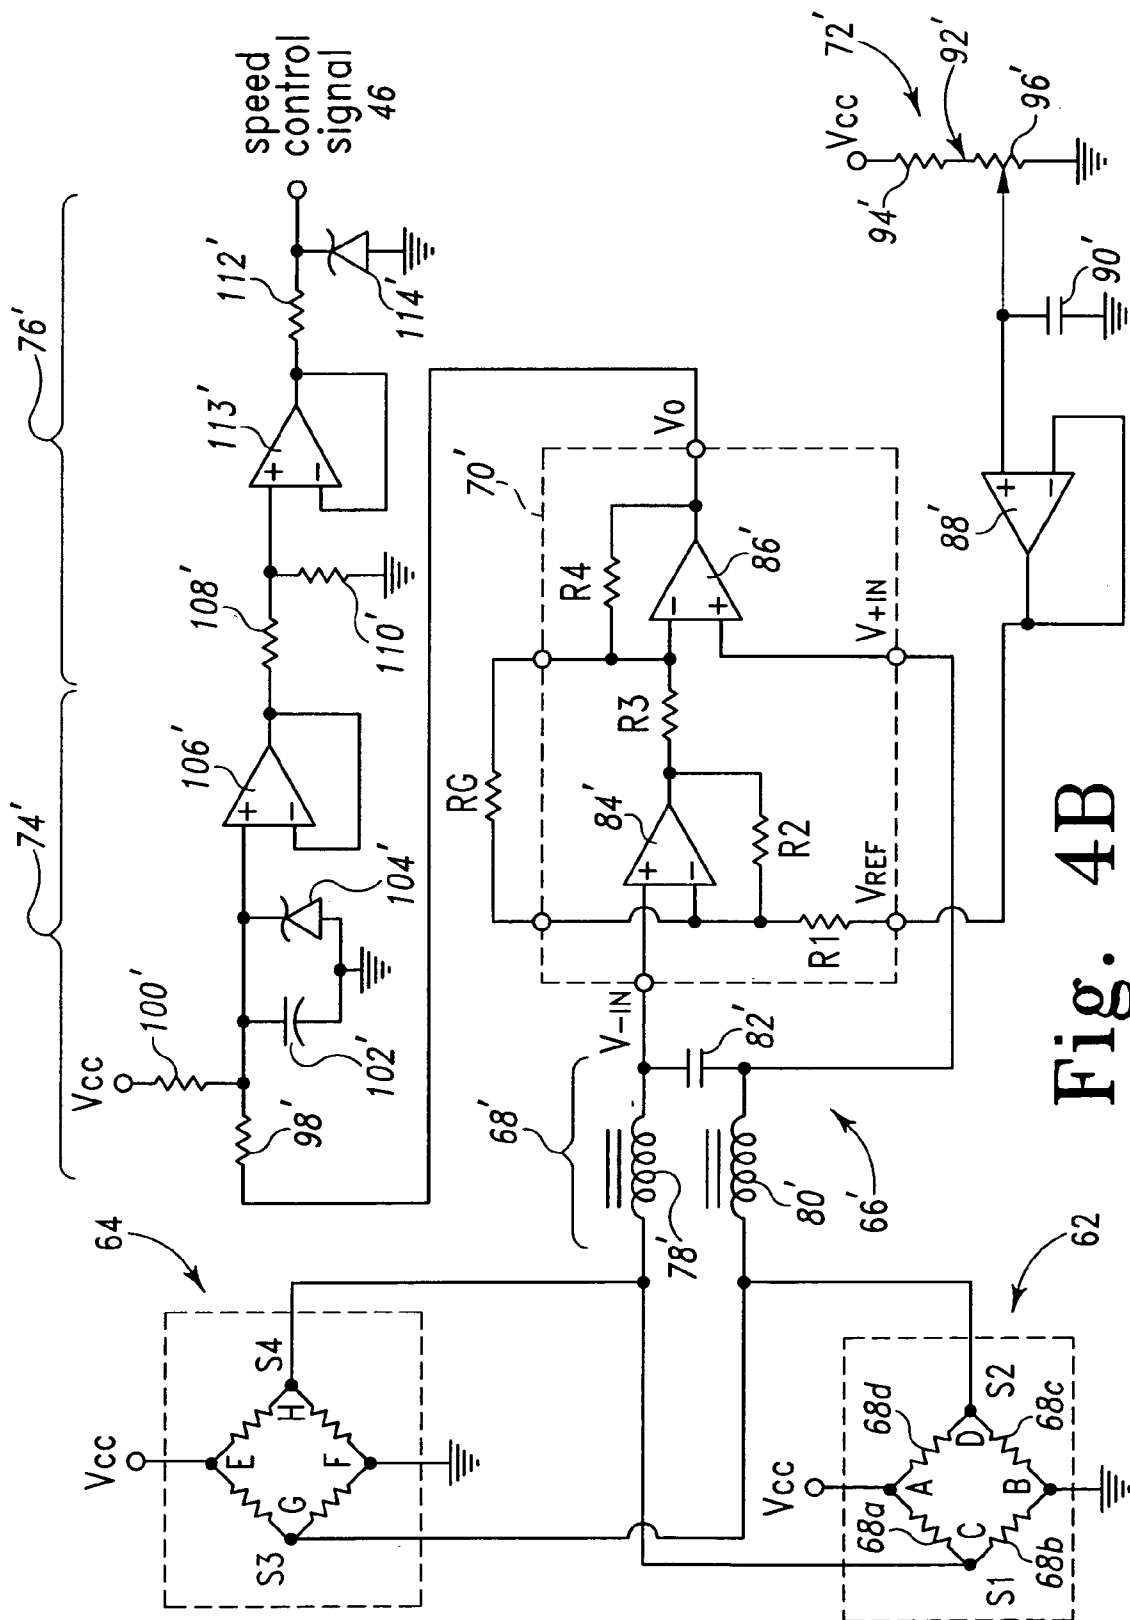 74'
76'
Vcc
100'
98'
102'
104'
106'
+
−
108'
110'
113'
+
−
112'
114'
speed
control
signal
46
64
Vcc
E
S4
H
F
G
S3
68'
78'
80'
66'
82'
V-IN
70'
RG
84'
+
−
R2
R1
VREF
R3
R4
86'
−
+
V+IN
Vo
62
Vcc
68a
68d
A
C
D
B
S1
S2
68b
68c
88'
+
−
90'
Vcc
94'
92'
72'
96'
Fig. 4B